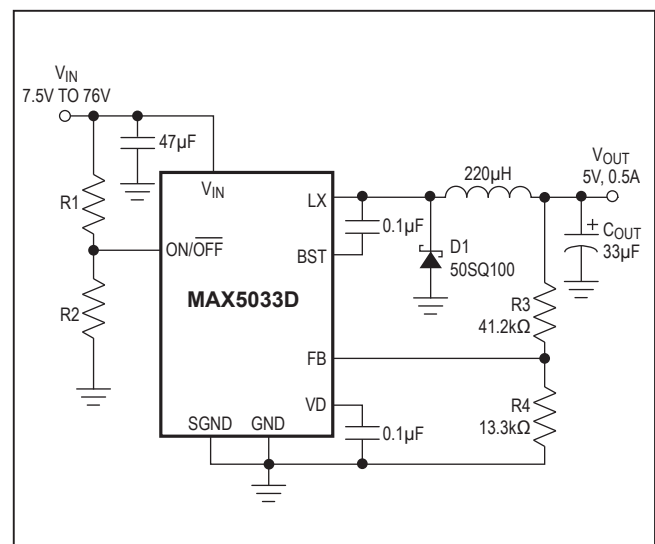 V_IN
7.5V TO 76V
47µF
R1
R2
V_IN
ON/OFF
MAX5033D
SGND
GND
LX
BST
FB
VD
0.1µF
0.1µF
D1
50SQ100
220µH
V_OUT
5V, 0.5A
+
C_OUT
33µF
R3
41.2kΩ
R4
13.3kΩ